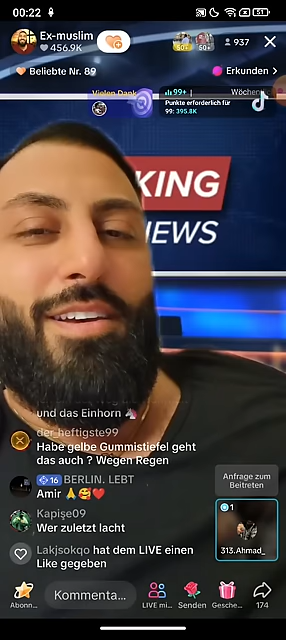 00:22
51
Ex-muslim
456.9K
50+
50+
937
Beliebte Nr. 89
Erkunden >
Vielen Dank
99+
Wöchen
Punkte erforderlich für
99: 395.8K
KING
NEWS
und das Einhorn 🦄
der_heftigste99
Habe gelbe Gummistiefel geht
das auch ? Wegen Regen
16 BERLIN. LEBT
Amir 🙏🥰❤️
Kapişe09
Wer zuletzt lacht
Lakjsokqo hat dem LIVE einen
Like gegeben
Anfrage zum
Beitreten
1
313.Ahmad_
Abonn...
Kommenta...
LIVE mi...
Senden
Gesche...
174